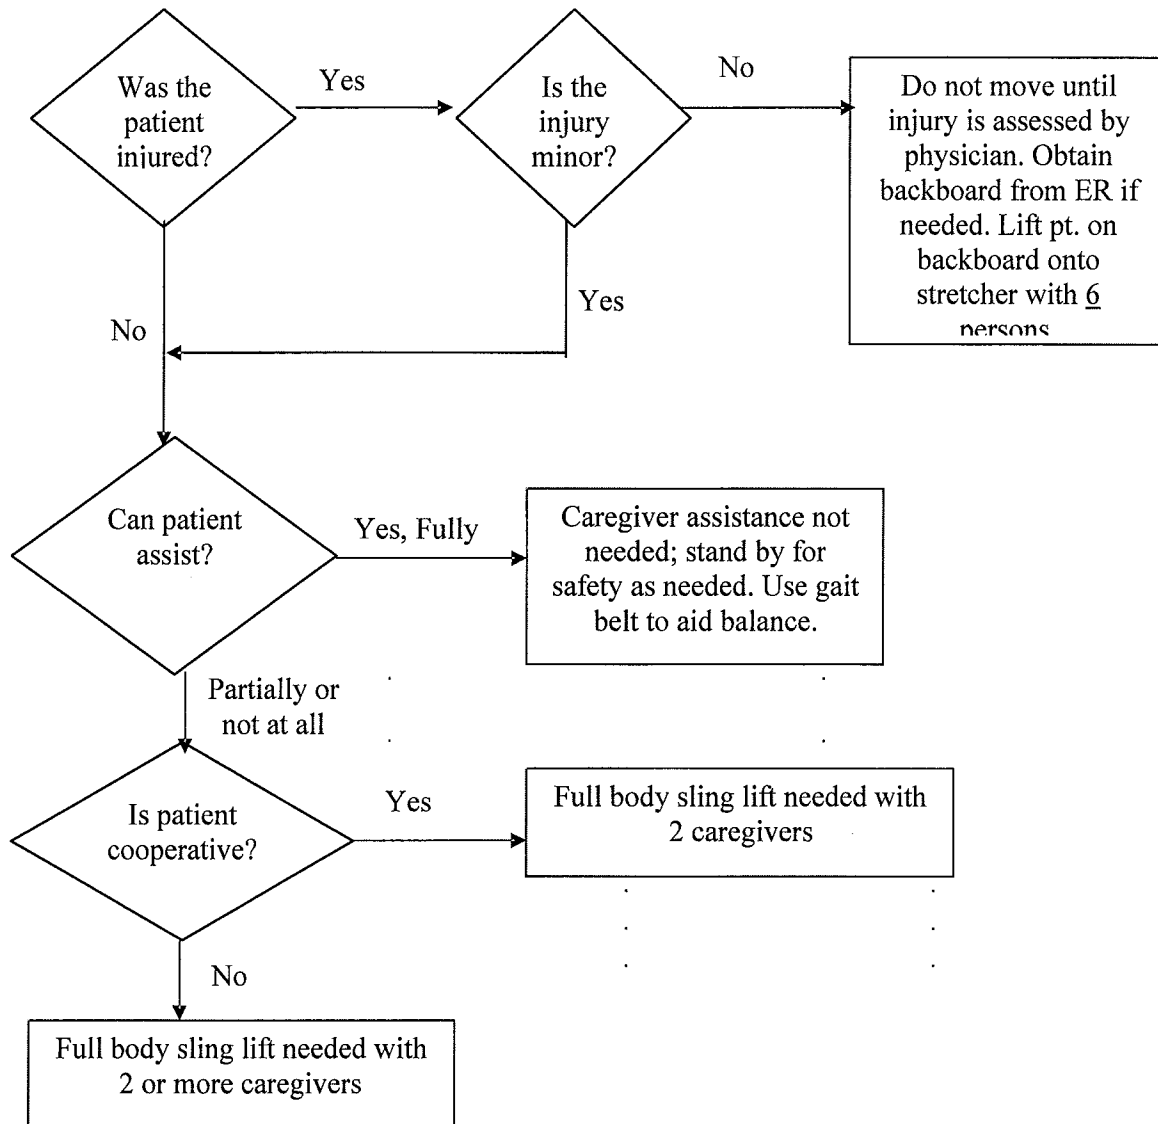 Was the
patient
injured?
Yes
Is the
injury
minor?
No
Do not move until
injury is assessed by
physician. Obtain
backboard from ER if
needed. Lift pt. on
backboard onto
stretcher with 6
persons
Yes
No
Can patient
assist?
Yes, Fully
Caregiver assistance not
needed; stand by for
safety as needed. Use gait
belt to aid balance.
Partially or
not at all
Is patient
cooperative?
Yes
Full body sling lift needed with
2 caregivers
No
Full body sling lift needed with
2 or more caregivers